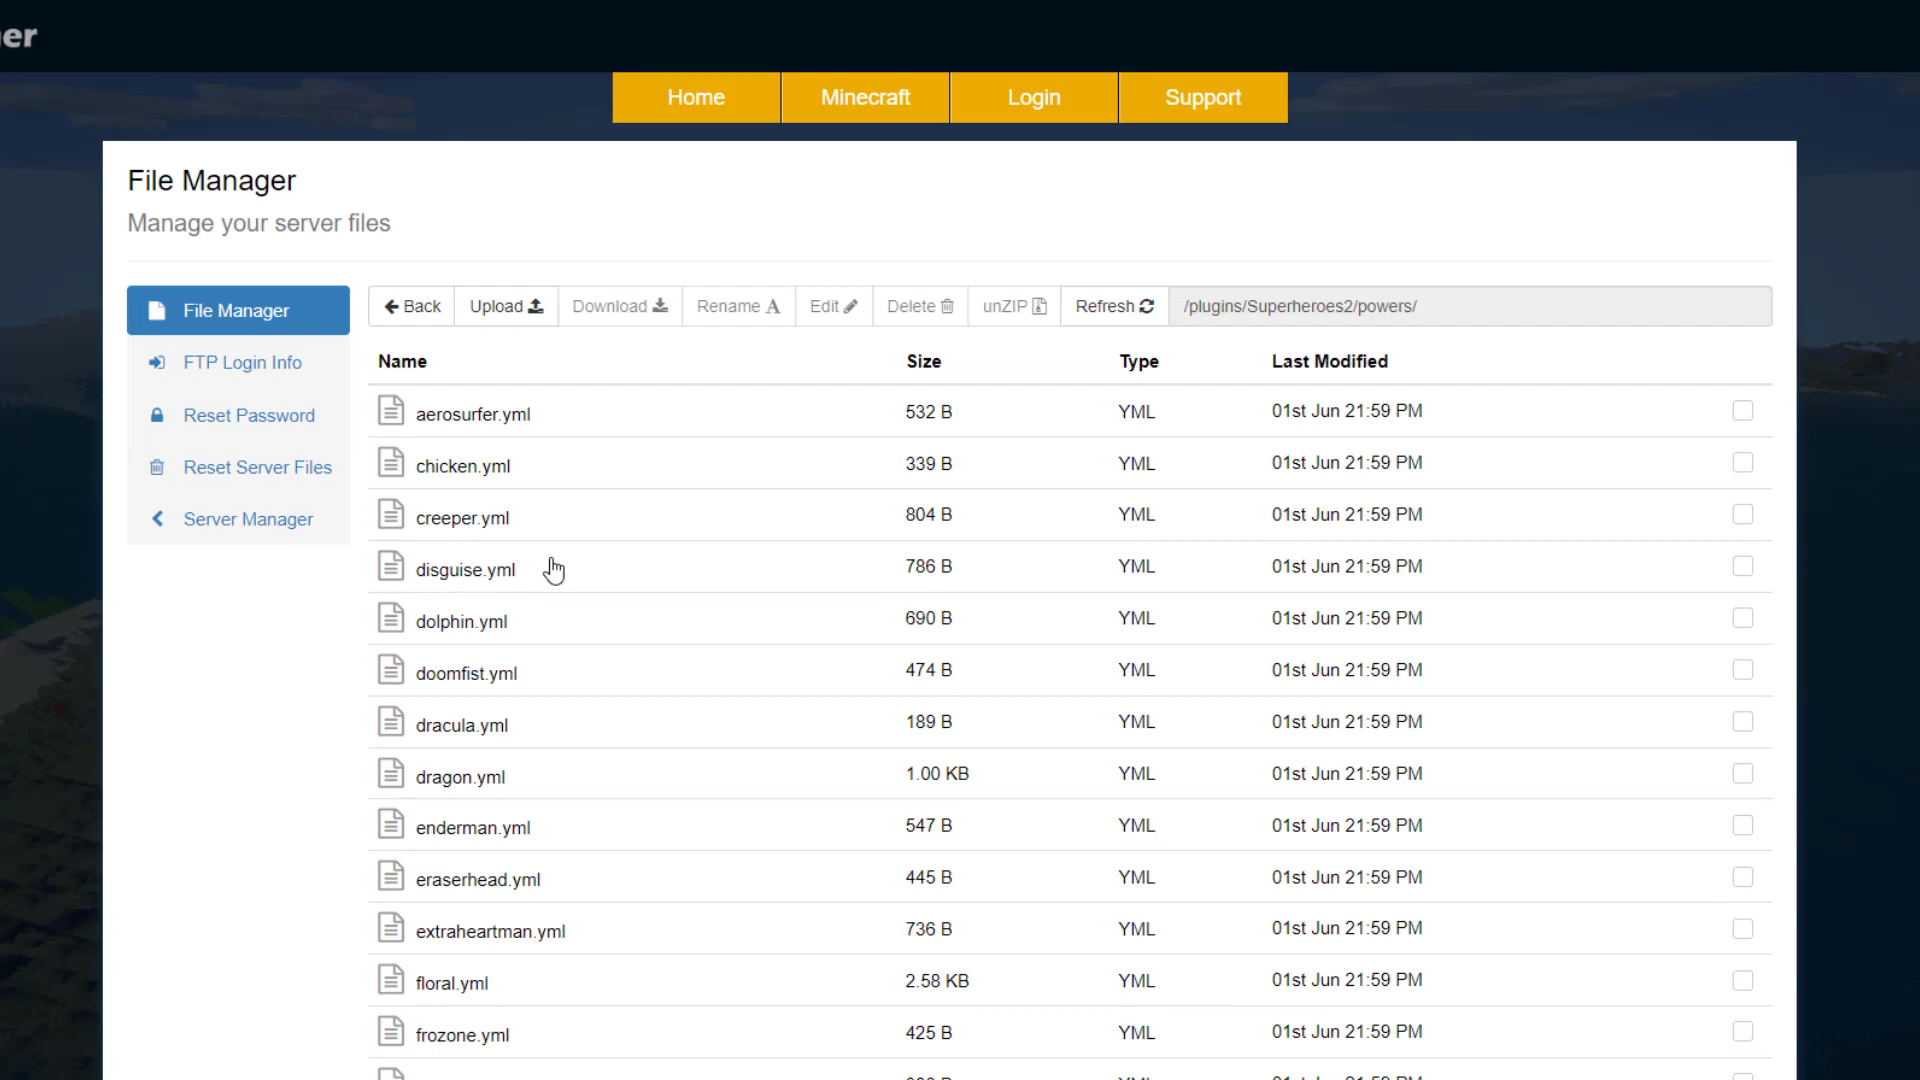 er
Home Minecraft Login Support
File Manager
Manage your server files
File Manager
FTP Login Info
Reset Password
Reset Server Files
Server Manager
Back Upload Download Rename Edit Delete unZIP Refresh /plugins/Superheroes2/powers/
Name Size Type Last Modified
aerosurfer.yml 532 B YML 01st Jun 21:59 PM
chicken.yml 339 B YML 01st Jun 21:59 PM
creeper.yml 804 B YML 01st Jun 21:59 PM
disguise.yml 786 B YML 01st Jun 21:59 PM
dolphin.yml 690 B YML 01st Jun 21:59 PM
doomfist.yml 474 B YML 01st Jun 21:59 PM
dracula.yml 189 B YML 01st Jun 21:59 PM
dragon.yml 1.00 KB YML 01st Jun 21:59 PM
enderman.yml 547 B YML 01st Jun 21:59 PM
eraserhead.yml 445 B YML 01st Jun 21:59 PM
extraheartman.yml 736 B YML 01st Jun 21:59 PM
floral.yml 2.58 KB YML 01st Jun 21:59 PM
frozone.yml 425 B YML 01st Jun 21:59 PM